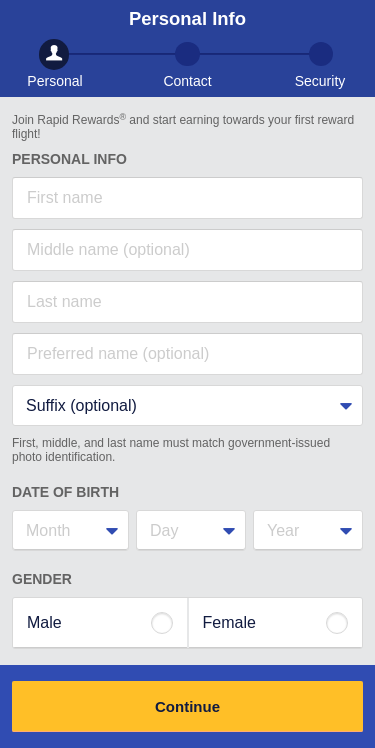 Personal Info
Personal
Contact
Security
Join Rapid Rewards® and start earning towards your first reward
flight!
PERSONAL INFO
First name
Middle name (optional)
Last name
Preferred name (optional)
Suffix (optional)
First, middle, and last name must match government-issued
photo identification.
DATE OF BIRTH
Month
Day
Year
GENDER
Male
Female
Continue